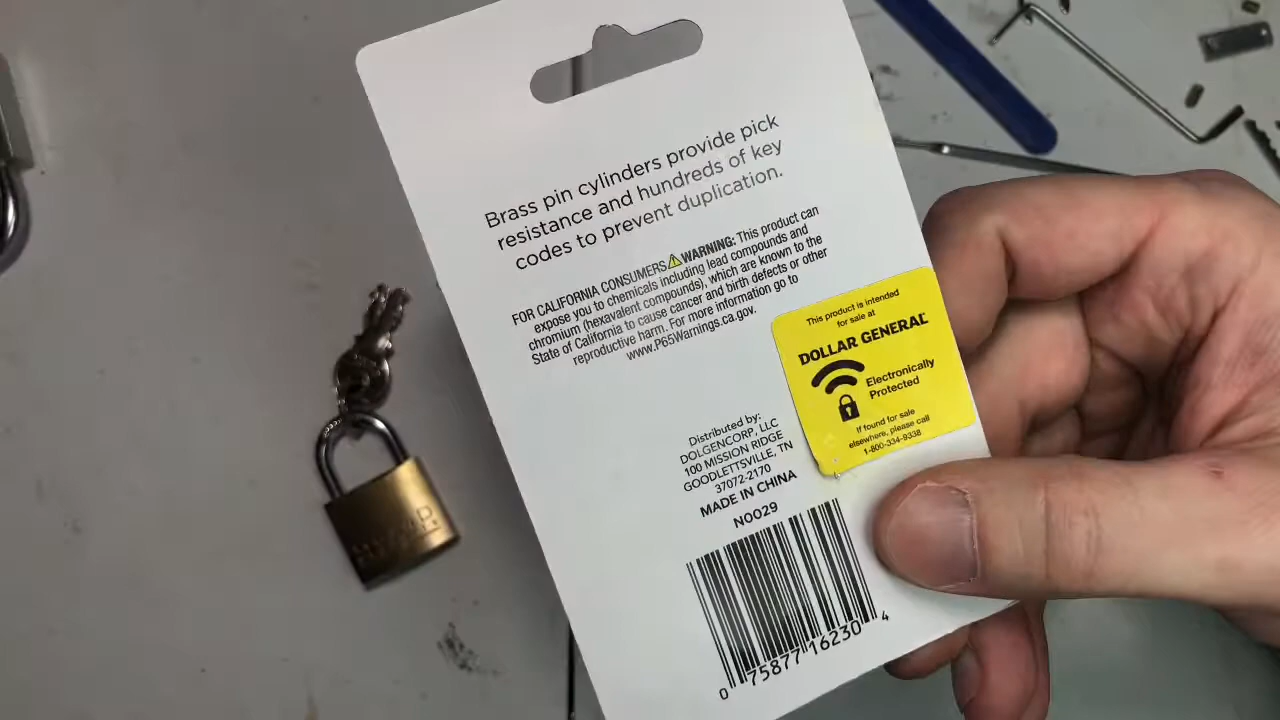 Brass pin cylinders provide pick
resistance and hundreds of key
codes to prevent duplication.
FOR CALIFORNIA CONSUMERS⚠WARNING: This product can
expose you to chemicals including lead compounds and
chromium (hexavalent compounds), which are known to the
State of California to cause cancer and birth defects or other
reproductive harm. For more information go to
www.P65Warnings.ca.gov.
This product is intended
for sale at
DOLLAR GENERAL
Electronically
Protected
If found for sale
elsewhere, please call
1-800-334-9338
Distributed by:
DOLGENCORP, LLC
100 MISSION RIDGE
GOODLETTSVILLE, TN
37072-2170
MADE IN CHINA
N0029
0 75877 16230 4